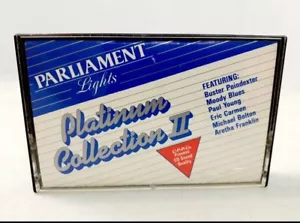 PARLIAMENT
Lights
Platinum
Collection II
FEATURING:
Buster Poindexter
Moody Blues
Paul Young
Eric Carmen
Michael Bolton
Aretha Franklin